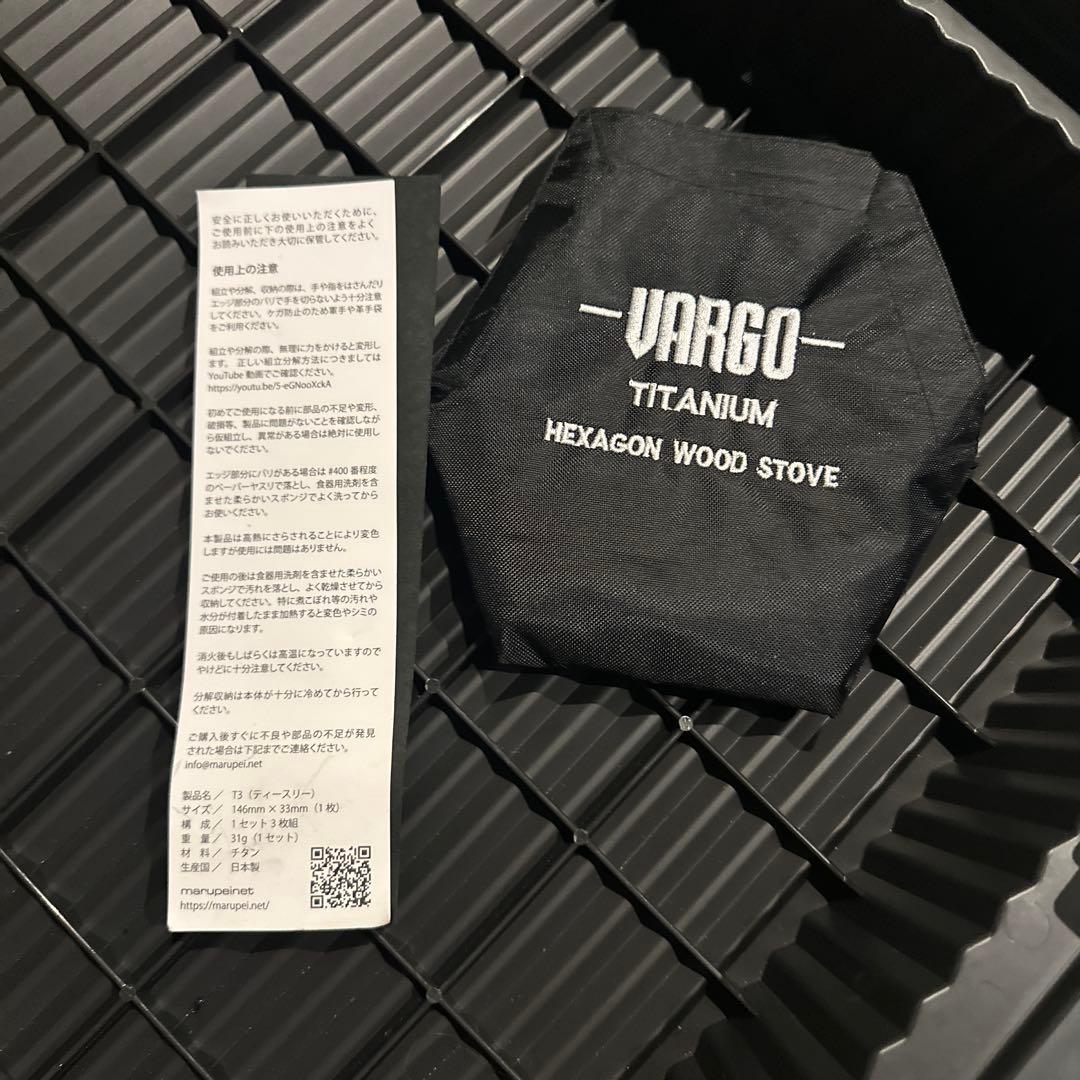 安全に正しくお使いいただくために、
ご使用前に下の使用上の注意をよく
お読みいただき大切に保管してください。
使用上の注意
組立や分解、収納の際は、手や指をはさんだり
エッジ部分のバリで手を切らないよう十分注意
してください。ケガ防止のため軍手や革手袋
をご利用ください。
組立や分解の際、無理に力をかけると変形し
ます。 正しい組立分解方法につきましては
YouTube 動画でご確認ください。
https://youtu.be/5-eGNooXckA
初めてご使用になる前に部品の不足や変形、
破損等、製品に問題がないことを確認しなが
ら仮組立し、異常がある場合は絶対に使用し
ないでください。
エッジ部分にバリがある場合は #400 番程度
のペーパーヤスリで落とし、食器用洗剤を含
ませた柔らかいスポンジでよく洗ってから
お使いください。
本製品は高熱にさらされることにより変色
しますが使用には問題はありません。
ご使用の後は食器用洗剤を含ませた柔らかい
スポンジで汚れを落とし、よく乾燥させてから
収納してください。特に煮こぼれ等の汚れや
水分が付着したまま加熱すると変色やシミの
原因になります。
消火後もしばらくは高温になっていますので
やけどに十分注意してください。
分解収納は本体が十分に冷めてから行って
ください。
ご購入後すぐに不良や部品の不足が発見
された場合は下記までご連絡ください。
info@marupei.net
製品名／ T3（ティースリー）
サイズ／ 146mm×33mm（1枚）
構 成／ 1セット3枚組
重 量／ 31g（1セット）
材 料／ チタン
生産国／ 日本製
marupeinet
https://marupei.net/
VARGO
TITANIUM
HEXAGON WOOD STOVE